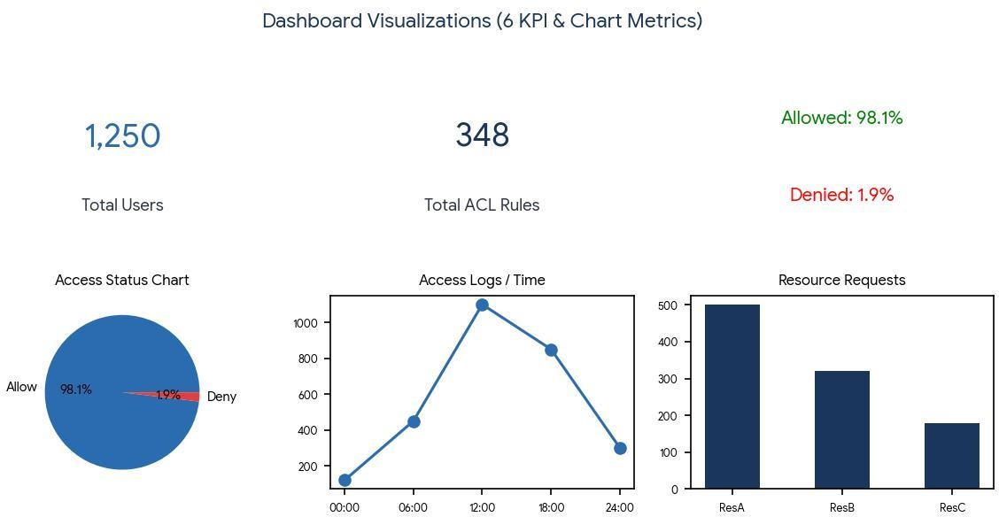 Dashboard Visualizations (6 KPI & Chart Metrics)
1,250
Total Users
348
Total ACL Rules
Allowed: 98.1%
Denied: 1.9%
Access Status Chart
Allow
98.1%
1.9%
Deny
Access Logs / Time
1000
800
600
400
200
00:00
06:00
12:00
18:00
24:00
Resource Requests
500
400
300
200
100
0
ResA
ResB
ResC